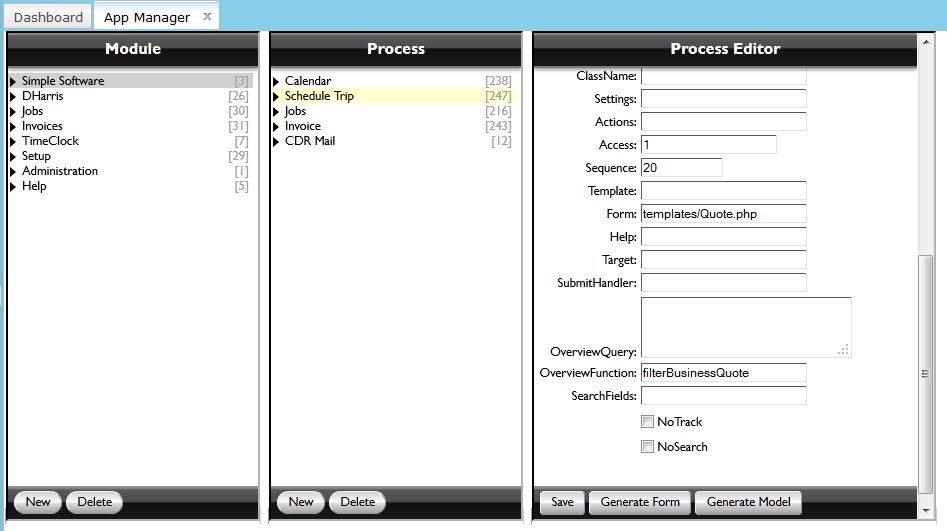 Dashboard
App Manager x
Module
Simple Software [3]
DHarris [26]
Jobs [30]
Invoices [31]
TimeClock [7]
Setup [29]
Administration [1]
Help [5]
New Delete
Process
Calendar [238]
Schedule Trip [247]
Jobs [216]
Invoice [243]
CDR Mail [12]
New Delete
Process Editor
ClassName:
Settings:
Actions:
Access: 1
Sequence: 20
Template:
Form: templates/Quote.php
Help:
Target:
SubmitHandler:
OverviewQuery:
OverviewFunction: filterBusinessQuote
SearchFields:
NoTrack
NoSearch
Save Generate Form Generate Model